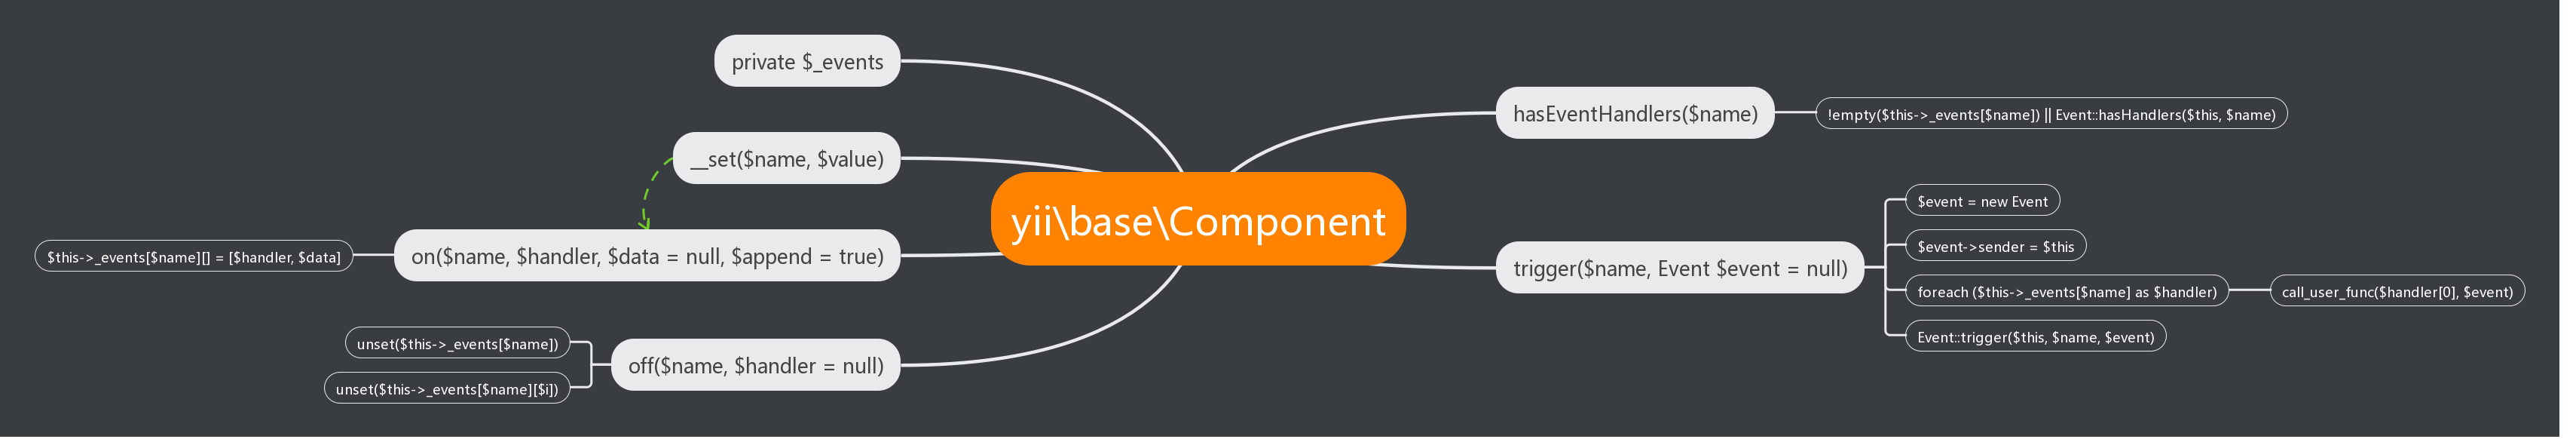 private $_events
__set($name, $value)
on($name, $handler, $data = null, $append = true)
$this->_events[$name][] = [$handler, $data]
off($name, $handler = null)
unset($this->_events[$name])
unset($this->_events[$name][$i])
yii\base\Component
hasEventHandlers($name)
!empty($this->_events[$name]) || Event::hasHandlers($this, $name)
trigger($name, Event $event = null)
$event = new Event
$event->sender = $this
foreach ($this->_events[$name] as $handler)
call_user_func($handler[0], $event)
Event::trigger($this, $name, $event)